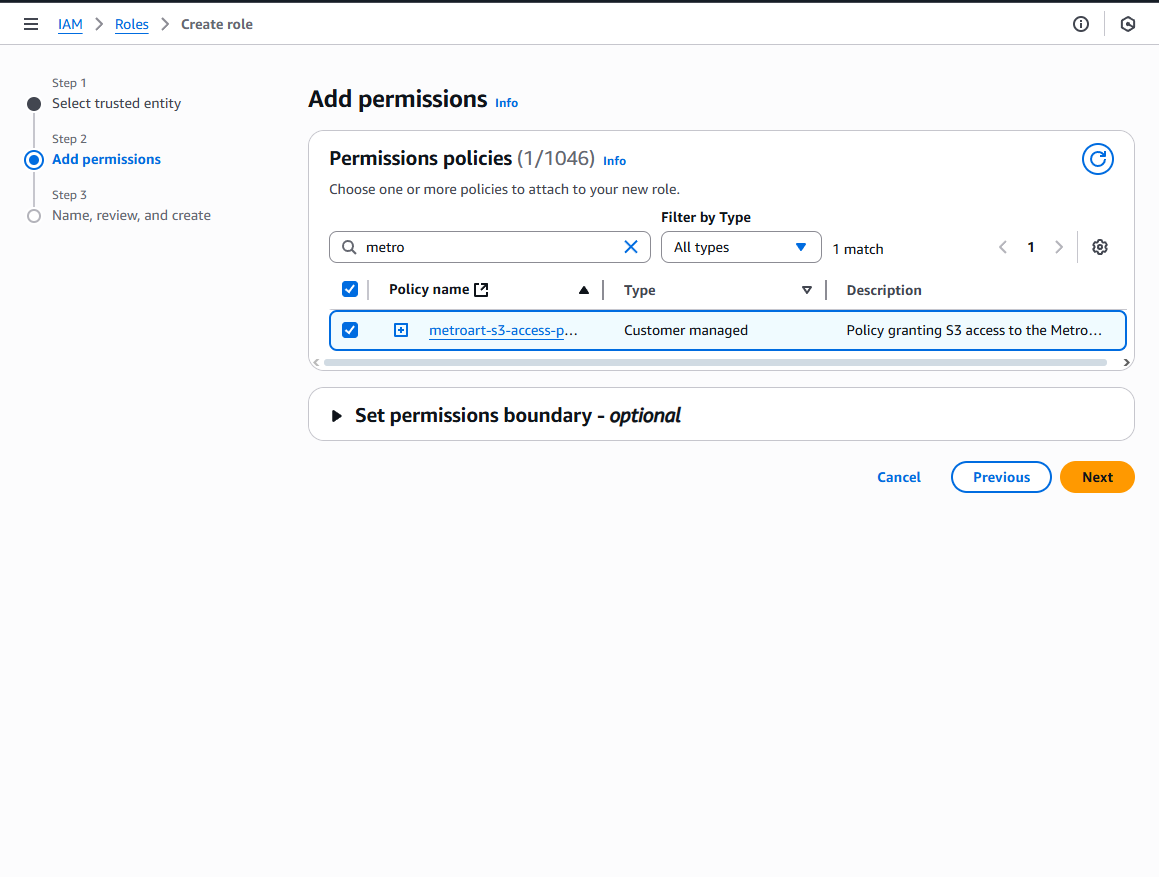 IAM > Roles > Create role
Step 1
Select trusted entity
Step 2
Add permissions
Step 3
Name, review, and create
Add permissions Info
Permissions policies (1/1046) Info
Choose one or more policies to attach to your new role.
Filter by Type
metro
All types
1 match
1
Policy name
Type
Description
metroart-s3-access-p...
Customer managed
Policy granting S3 access to the Metro...
Set permissions boundary - optional
Cancel
Previous
Next